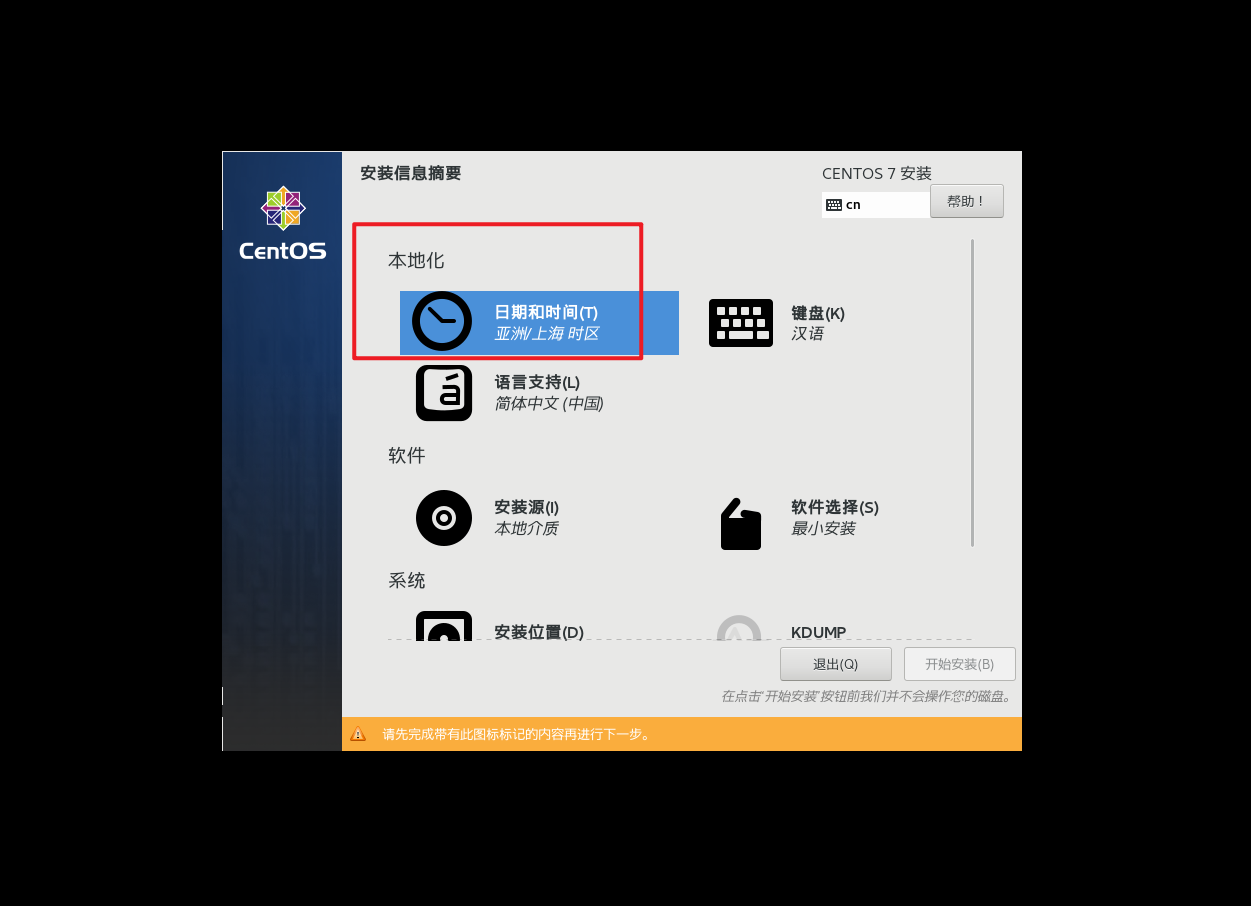 安装信息摘要
CENTOS 7 安装
cn
帮助！
CentOS
本地化
日期和时间(T)
亚洲/上海 时区
键盘(K)
汉语
语言支持(L)
简体中文 (中国)
软件
安装源(I)
本地介质
软件选择(S)
最小安装
系统
安装位置(D)
KDUMP
退出(Q)
开始安装(B)
在点击'开始安装'按钮前我们并不会操作您的磁盘。
请先完成带有此图标标记的内容再进行下一步。